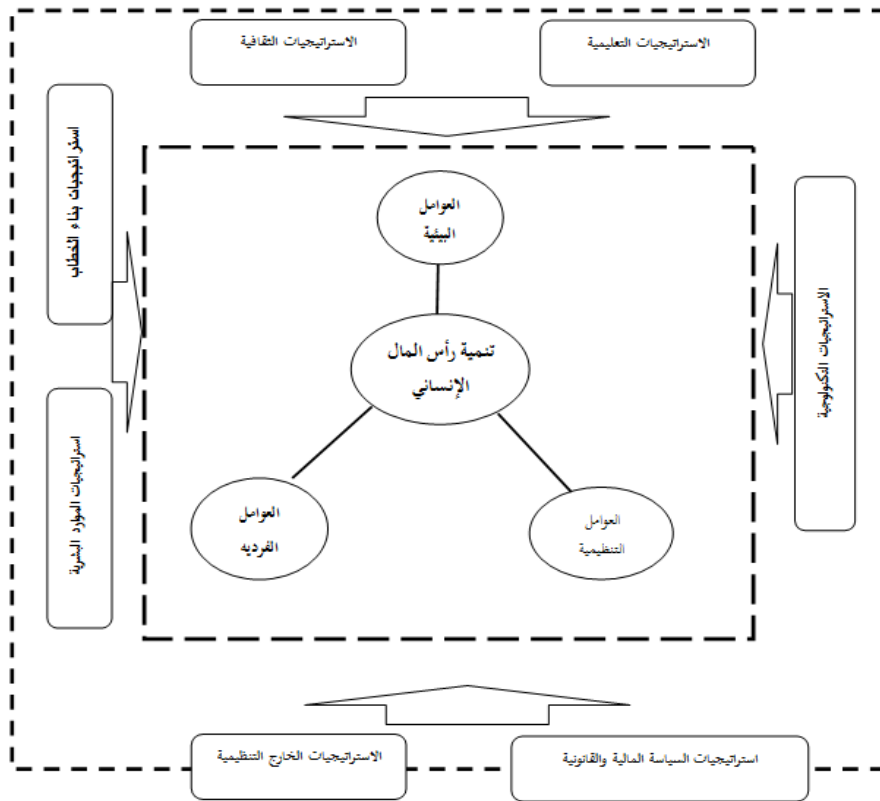 الاستراتيجيات التعليمية
الاستراتيجيات الثقافية
استراتيجيات بناء الخطاب
استراتيجيات الموارد البشرية
الاستراتيجيات التكنولوجية
العوامل
البيئية
تنمية رأس المال
الإنساني
العوامل
الفرديه
العوامل
التنظيمية
استراتيجيات السياسة المالية والقانونية
الاستراتيجيات الخارج التنظيمية